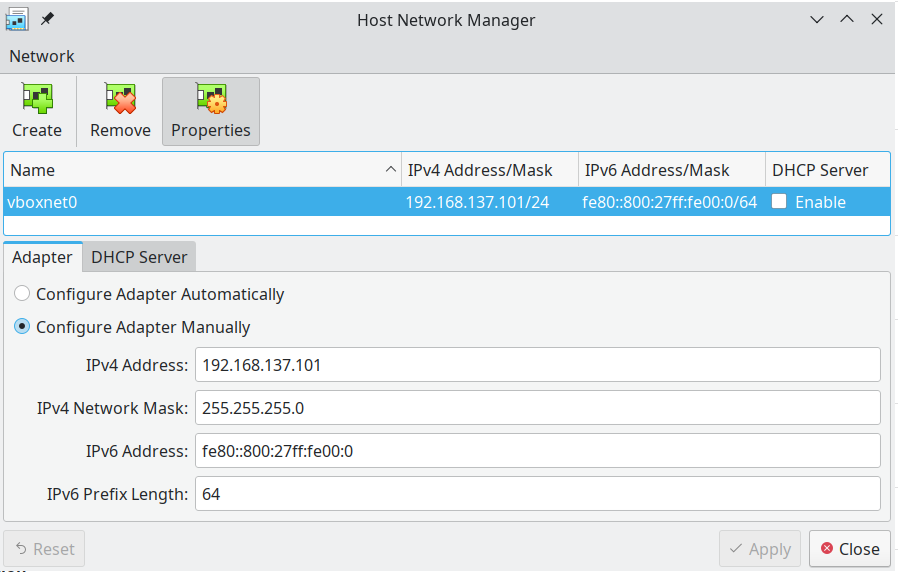 Host Network Manager
Network
Create Remove Properties
Name IPv4 Address/Mask IPv6 Address/Mask DHCP Server
vboxnet0 192.168.137.101/24 fe80::800:27ff:fe00:0/64 Enable
Adapter DHCP Server
Configure Adapter Automatically
Configure Adapter Manually
IPv4 Address: 192.168.137.101
IPv4 Network Mask: 255.255.255.0
IPv6 Address: fe80::800:27ff:fe00:0
IPv6 Prefix Length: 64
Reset Apply Close